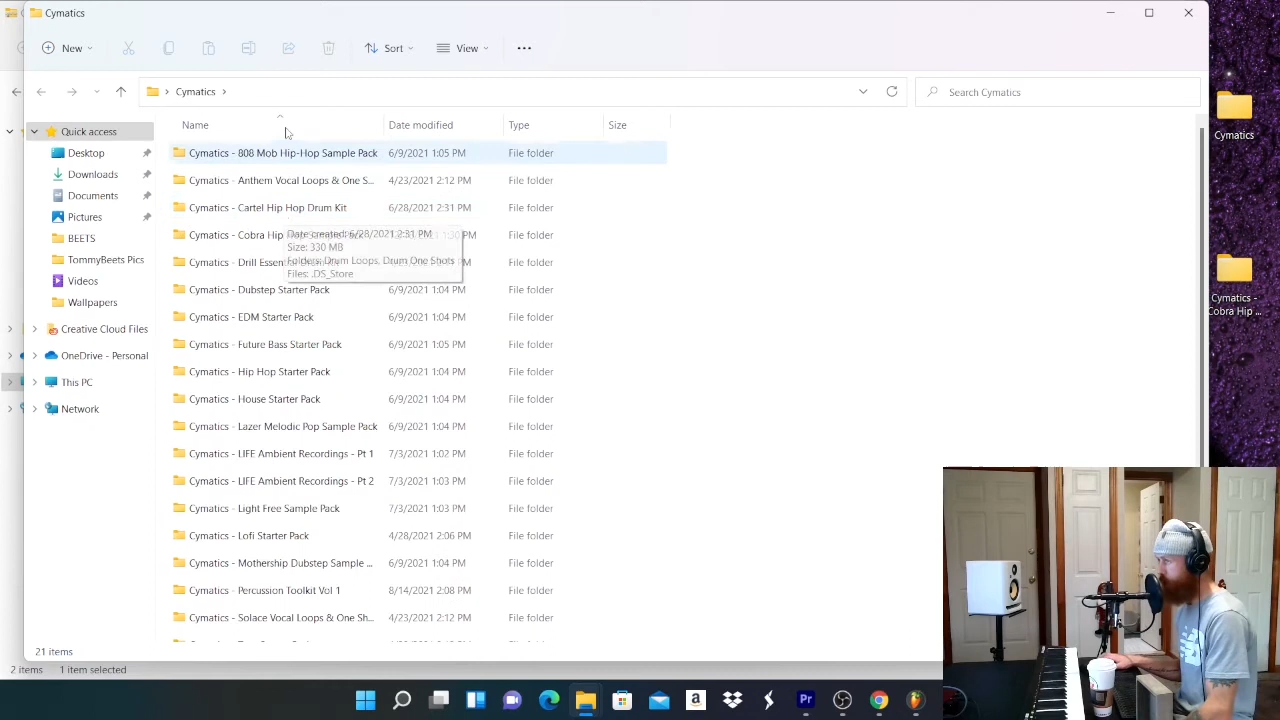 Cymatics
New
Sort
View
Cymatics
Search Cymatics
Name
Date modified
Type
Size
Quick access
Desktop
Downloads
Documents
Pictures
BEETS
TommyBeets Pics
Videos
Wallpapers
Creative Cloud Files
OneDrive - Personal
This PC
Network
Cymatics - 808 Mob Hip-Hop Sample Pack 6/9/2021 1:05 PM File folder
Cymatics - Anthem Vocal Loops & One S... 4/23/2021 2:12 PM File folder
Cymatics - Cartel Hip Hop Drum Kit 6/28/2021 2:31 PM File folder
Cymatics - Cobra Hip 1:30 PM File folder
Date created: 6/28/2021 2:31 PM
Size: 330 MB
Folders: Drum Loops, Drum One Shots
Files: .DS_Store
Cymatics - Drill Essen File folder
Cymatics - Dubstep Starter Pack 6/9/2021 1:04 PM File folder
Cymatics - EDM Starter Pack 6/9/2021 1:04 PM File folder
Cymatics - Future Bass Starter Pack 6/9/2021 1:05 PM File folder
Cymatics - Hip Hop Starter Pack 6/9/2021 1:04 PM File folder
Cymatics - House Starter Pack 6/9/2021 1:04 PM File folder
Cymatics - Lazer Melodic Pop Sample Pack 6/9/2021 1:04 PM File folder
Cymatics - LIFE Ambient Recordings - Pt 1 7/3/2021 1:02 PM File folder
Cymatics - LIFE Ambient Recordings - Pt 2 7/3/2021 1:03 PM File folder
Cymatics - Light Free Sample Pack 7/3/2021 1:03 PM File folder
Cymatics - Lofi Starter Pack 4/28/2021 2:06 PM File folder
Cymatics - Mothership Dubstep Sample ... 6/9/2021 1:04 PM File folder
Cymatics - Percussion Toolkit Vol 1 8/14/2021 2:08 PM File folder
Cymatics - Solace Vocal Loops & One Sh... 4/23/2021 2:12 PM File folder
21 items
2 items 1 item selected
Cymatics
Cymatics -
Cobra Hip ...
Pr